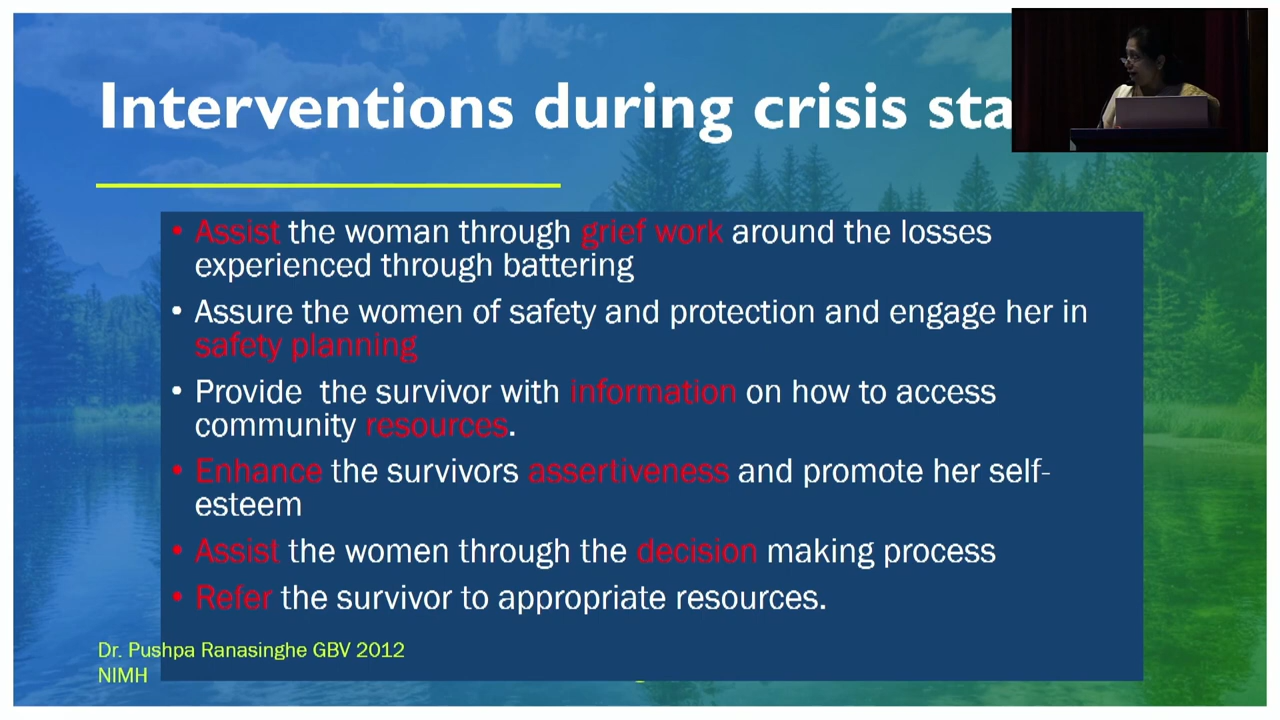 Interventions during crisis sta
• Assist the woman through grief work around the losses
experienced through battering
• Assure the women of safety and protection and engage her in
safety planning
• Provide  the survivor with information on how to access
community resources.
• Enhance the survivors assertiveness and promote her self-
esteem
• Assist the women through the decision making process
• Refer the survivor to appropriate resources.
Dr. Pushpa Ranasinghe GBV 2012
NIMH